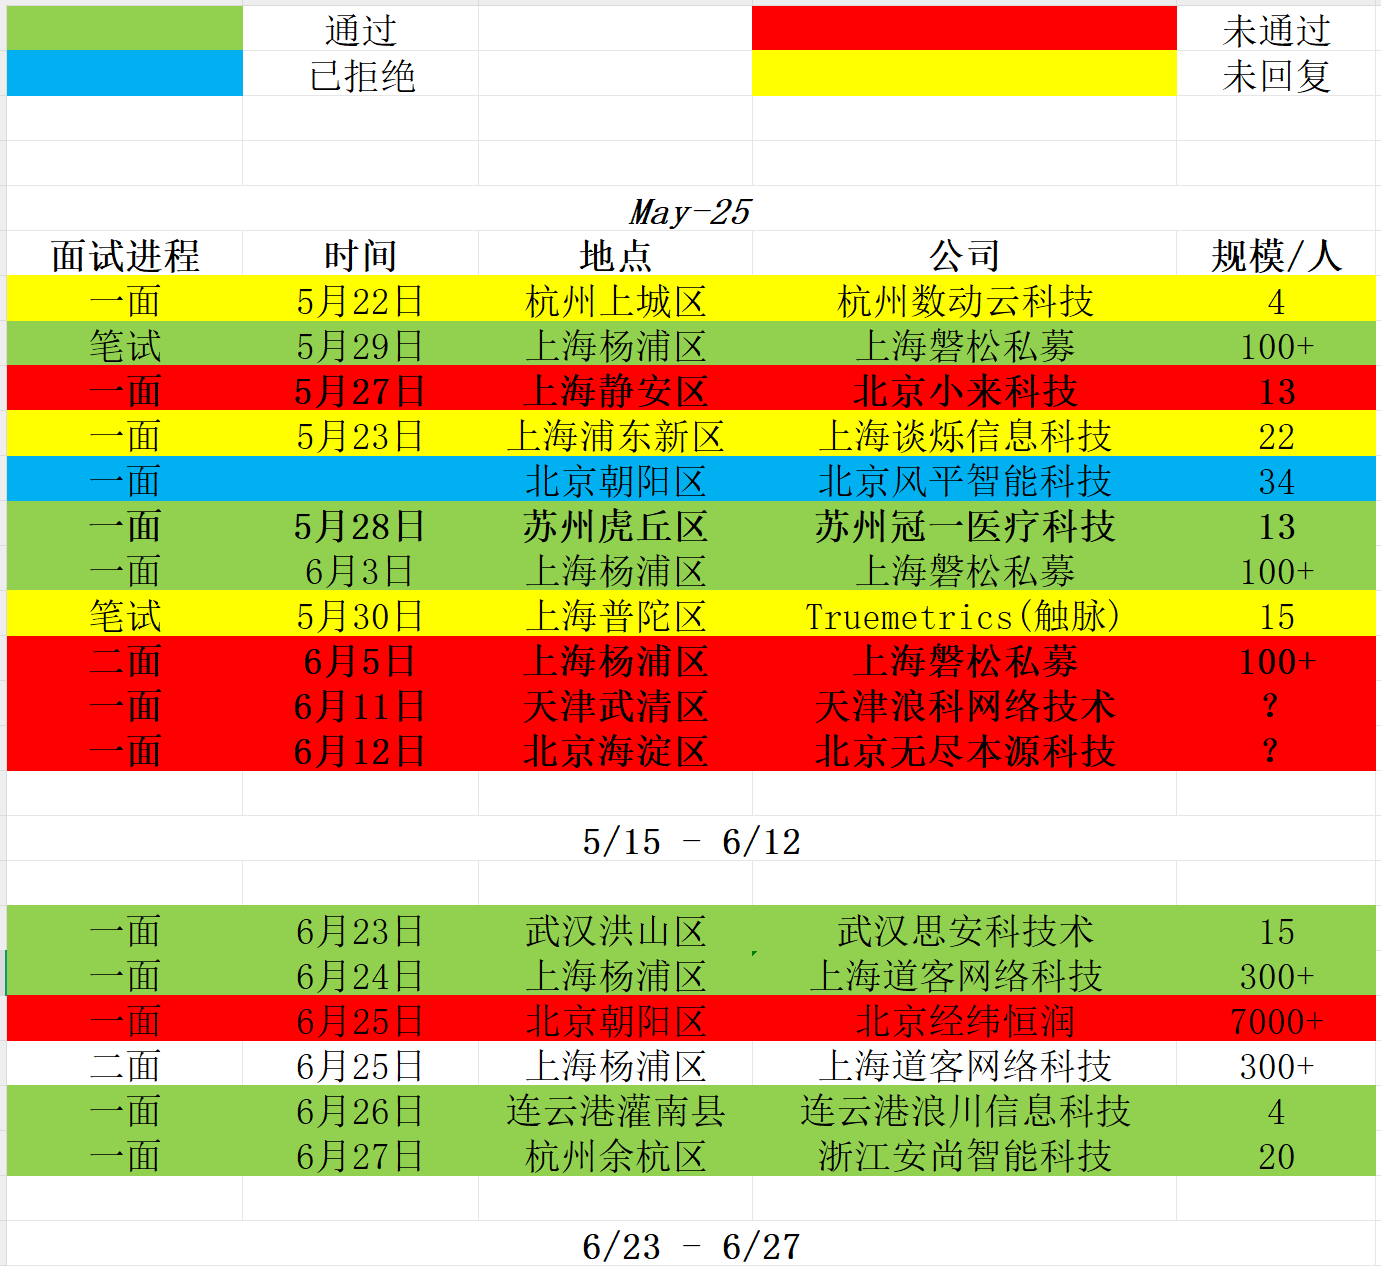 通过 未通过
已拒绝 未回复
May-25
面试进程 时间 地点 公司 规模/人
一面 5月22日 杭州上城区 杭州数动云科技 4
笔试 5月29日 上海杨浦区 上海磐松私募 100+
一面 5月27日 上海静安区 北京小来科技 13
一面 5月23日 上海浦东新区 上海谈烁信息科技 22
一面 北京朝阳区 北京风平智能科技 34
一面 5月28日 苏州虎丘区 苏州冠一医疗科技 13
一面 6月3日 上海杨浦区 上海磐松私募 100+
笔试 5月30日 上海普陀区 Truemetrics(触脉) 15
二面 6月5日 上海杨浦区 上海磐松私募 100+
一面 6月11日 天津武清区 天津浪科网络技术 ?
一面 6月12日 北京海淀区 北京无尽本源科技 ?
5/15 - 6/12
一面 6月23日 武汉洪山区 武汉思安科技术 15
一面 6月24日 上海杨浦区 上海道客网络科技 300+
一面 6月25日 北京朝阳区 北京经纬恒润 7000+
二面 6月25日 上海杨浦区 上海道客网络科技 300+
一面 6月26日 连云港灌南县 连云港浪川信息科技 4
一面 6月27日 杭州余杭区 浙江安尚智能科技 20
6/23 - 6/27